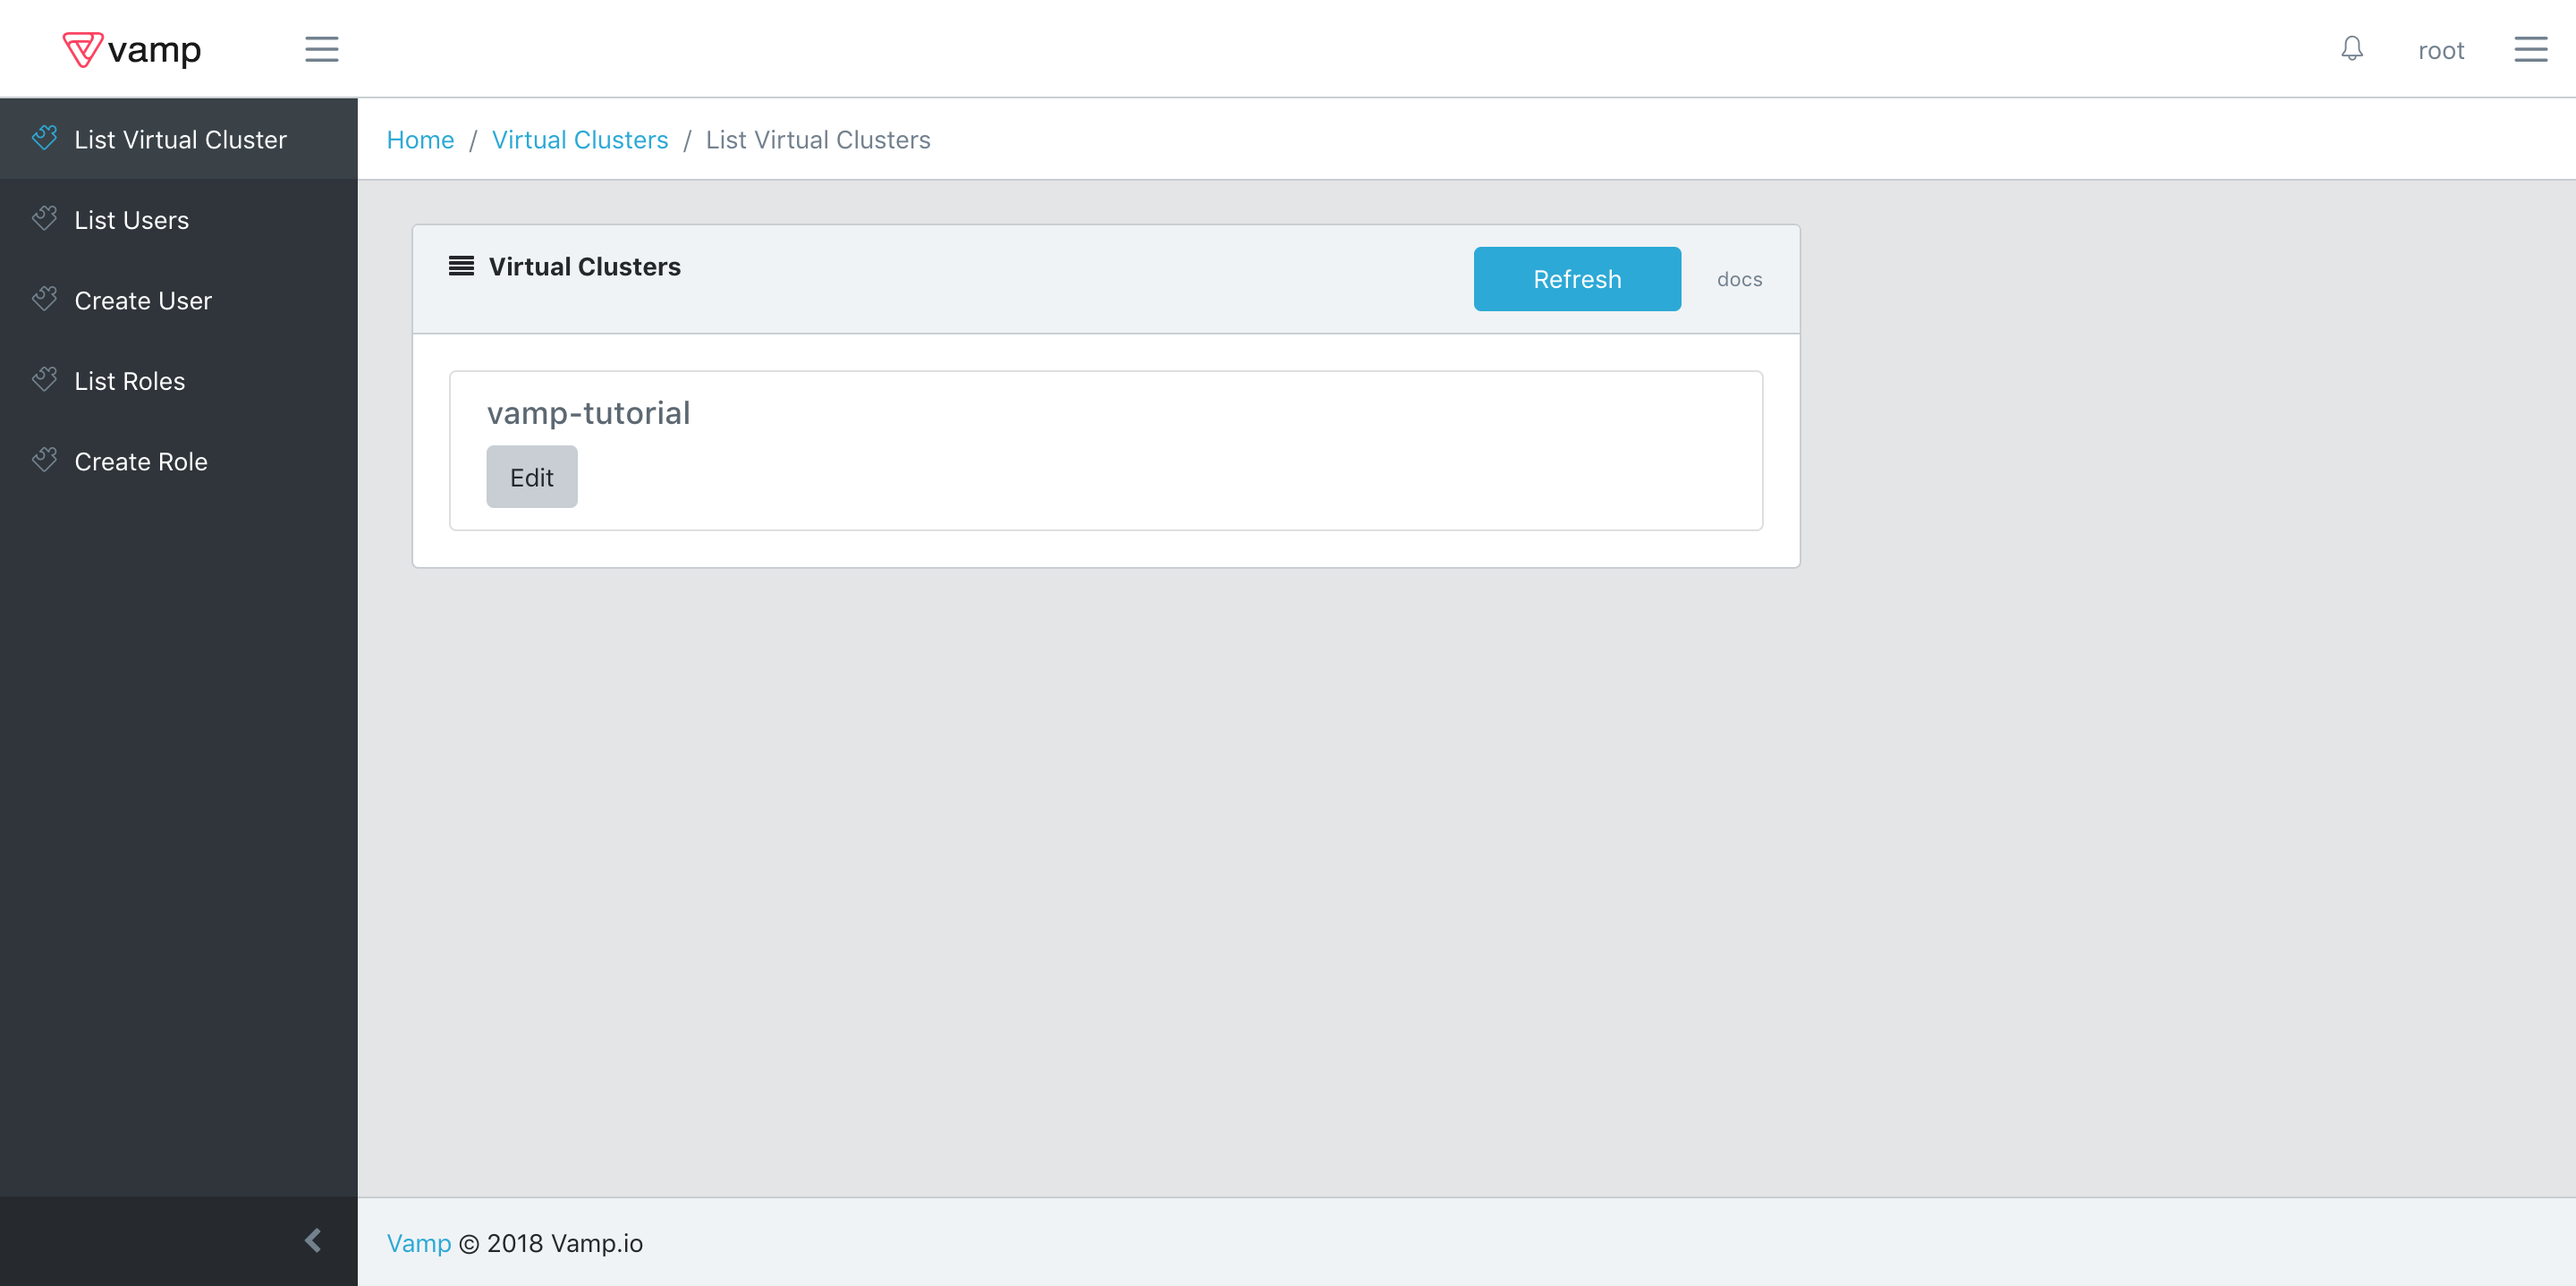 vamp
root
List Virtual Cluster
List Users
Create User
List Roles
Create Role
Home / Virtual Clusters / List Virtual Clusters
Virtual Clusters
Refresh
docs
vamp-tutorial
Edit
Vamp © 2018 Vamp.io